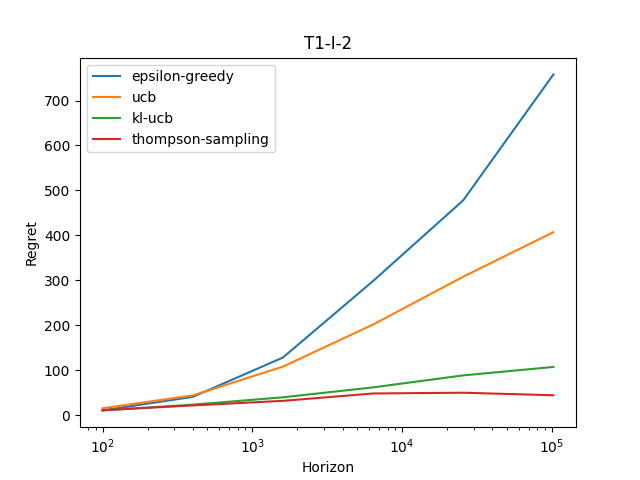 T1-I-2
epsilon-greedy
ucb
kl-ucb
thompson-sampling
700
600
500
400
300
200
100
0
Regret
10² 10³ 10⁴ 10⁵
Horizon